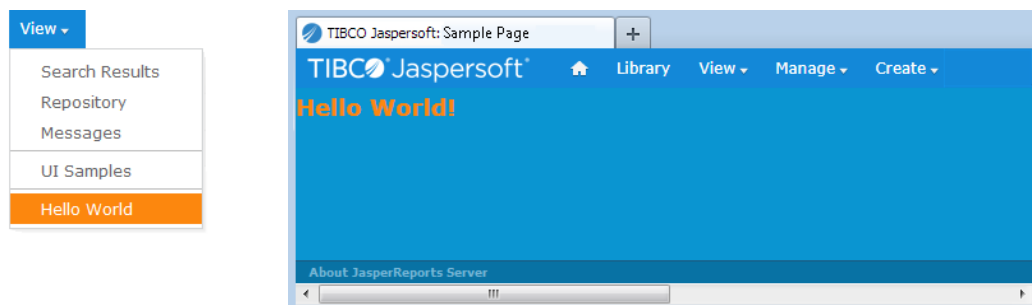 View
Search Results
Repository
Messages
UI Samples
Hello World
TIBCO Jaspersoft: Sample Page +
TIBCO Jaspersoft Library View Manage Create
Hello World!
About JasperReports Server